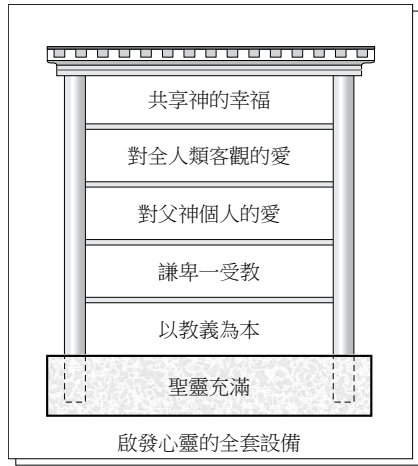 共享神的幸福
對全人類客觀的愛
對父神個人的愛
謙卑一受教
以教義為本
聖靈充滿
啟發心靈的全套設備